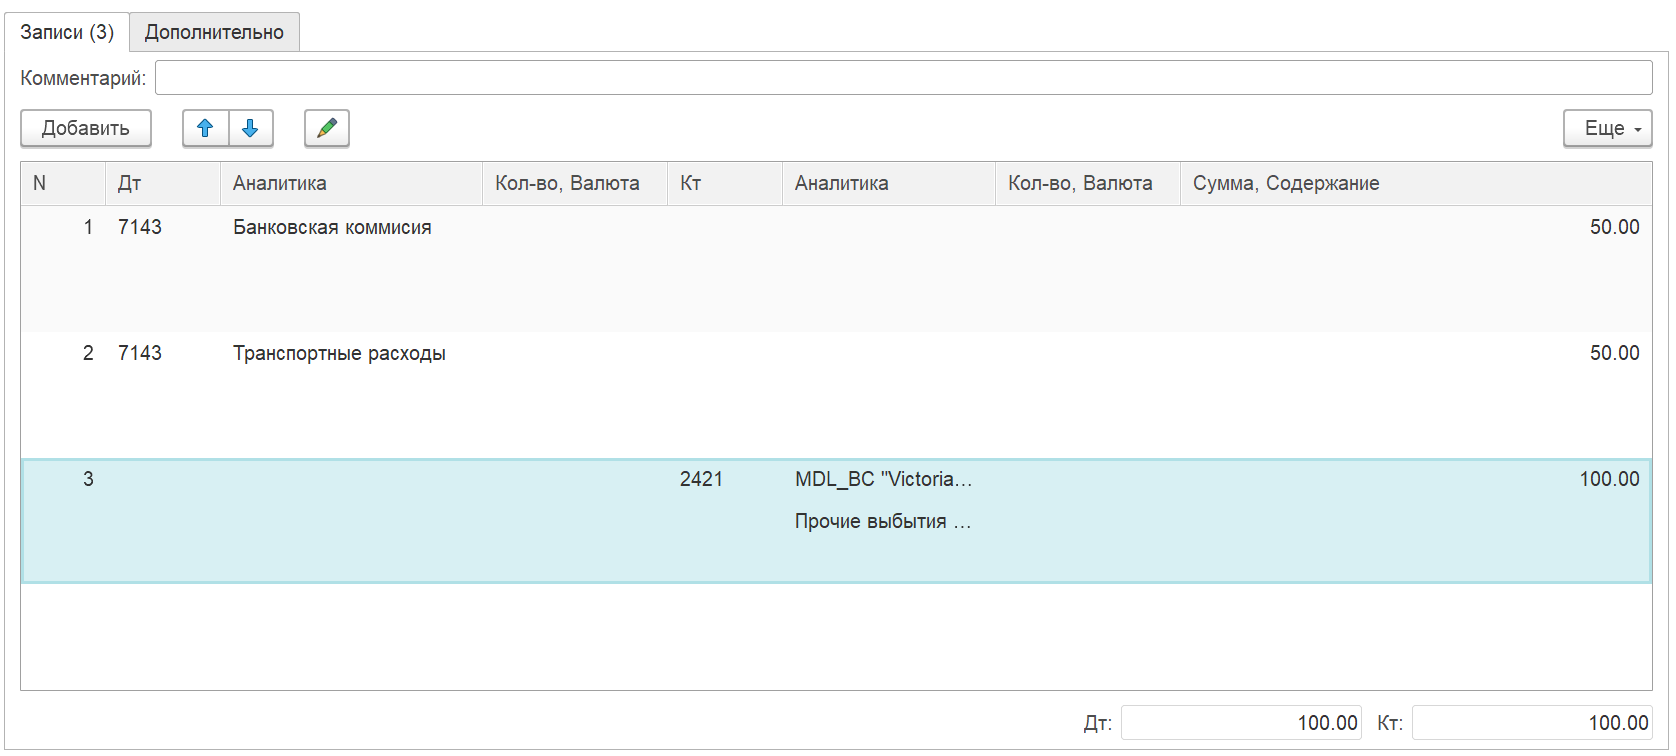 Записи (3) Дополнительно
Комментарий:
Добавить Еще
N Дт Аналитика Кол-во, Валюта Кт Аналитика Кол-во, Валюта Сумма, Содержание
1 7143 Банковская коммисия 50.00
2 7143 Транспортные расходы 50.00
3 2421 MDL_BC "Victoria... 100.00
Прочие выбытия ...
Дт: 100.00 Кт: 100.00